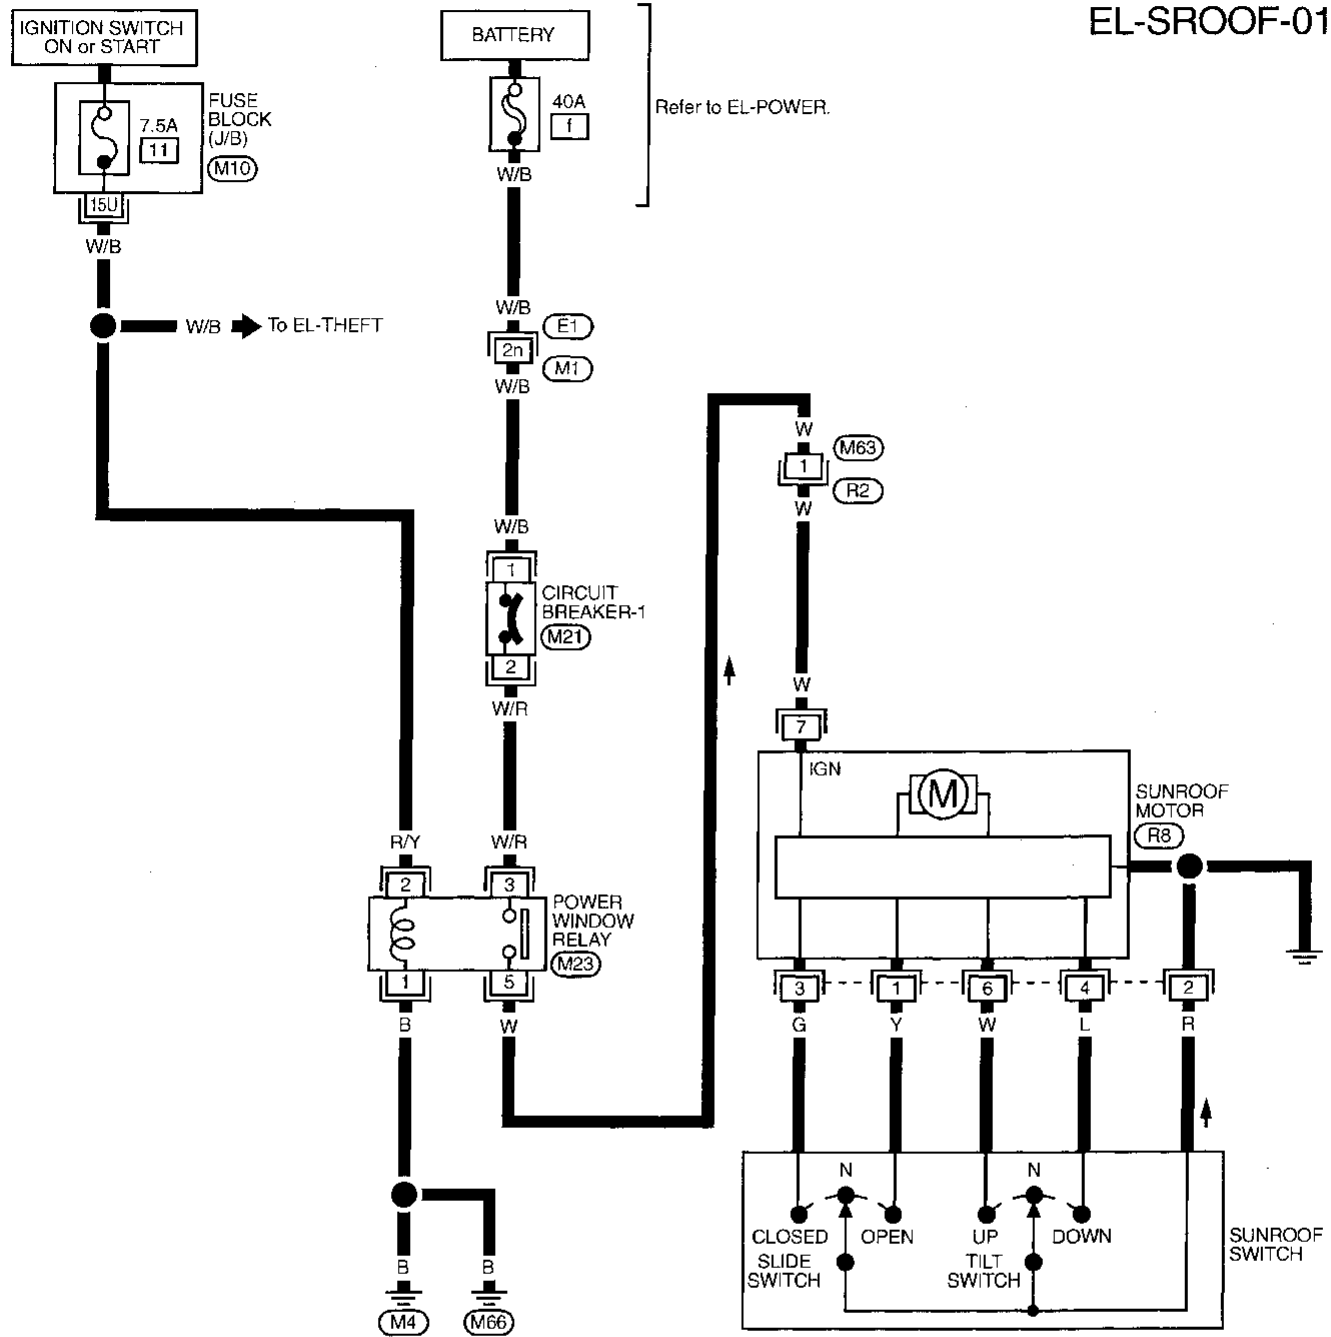 EL-SROOF-01
IGNITION SWITCH
ON or START
BATTERY
FUSE
BLOCK
(J/B)
M10
7.5A
11
40A
f
Refer to EL-POWER.
15U
W/B
W/B
W/B
To EL-THEFT
W/B
E1
2n
M1
W/B
W/B
1
CIRCUIT
BREAKER-1
M21
2
W/R
W/R
R/Y
2
3
POWER
WINDOW
RELAY
M23
1
5
B
W
B
B
M4
M66
W
M63
1
R2
W
W
7
IGN
M
SUNROOF
MOTOR
R8
3
1
6
4
2
G
Y
W
L
R
N
N
CLOSED
OPEN
UP
DOWN
SLIDE
SWITCH
TILT
SWITCH
SUNROOF
SWITCH